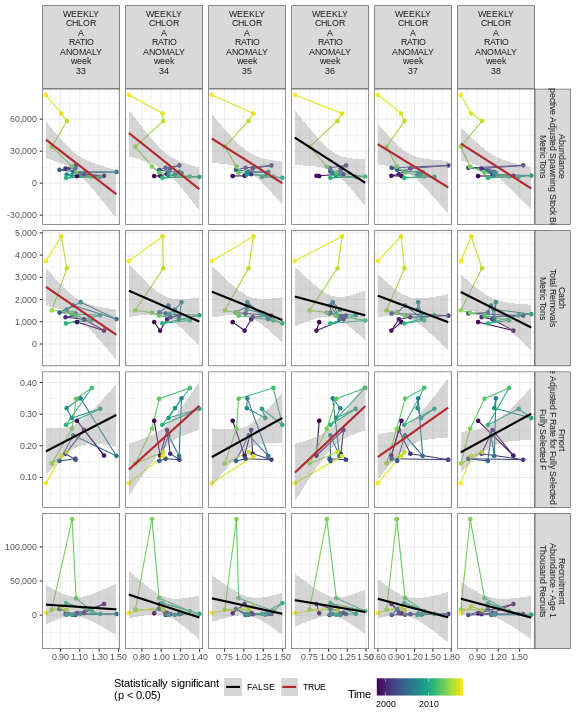 WEEKLY CHLOR A RATIO ANOMALY week 33
WEEKLY CHLOR A RATIO ANOMALY week 34
WEEKLY CHLOR A RATIO ANOMALY week 35
WEEKLY CHLOR A RATIO ANOMALY week 36
WEEKLY CHLOR A RATIO ANOMALY week 37
WEEKLY CHLOR A RATIO ANOMALY week 38
60,000
30,000
0
-30,000
Abundance
Adjusted Spawning Stock
Metric Tons
5,000
4,000
3,000
2,000
1,000
0
Catch
Total Removals
Metric Tons
0.40
0.30
0.20
0.10
Fmort
Adjusted F Rate for Fully Selected
Fully Selected F
100,000
50,000
0
Recruitment
Abundance - Age 1
Thousand Recruits
0.90 1.10 1.30 1.50
0.80 1.00 1.20 1.40
0.75 1.00 1.25 1.50
0.75 1.00 1.25 1.50
0.60 0.90 1.20 1.50 1.80
0.90 1.20 1.50
Statistically significant
(p < 0.05)
FALSE
TRUE
Time
2000 2010